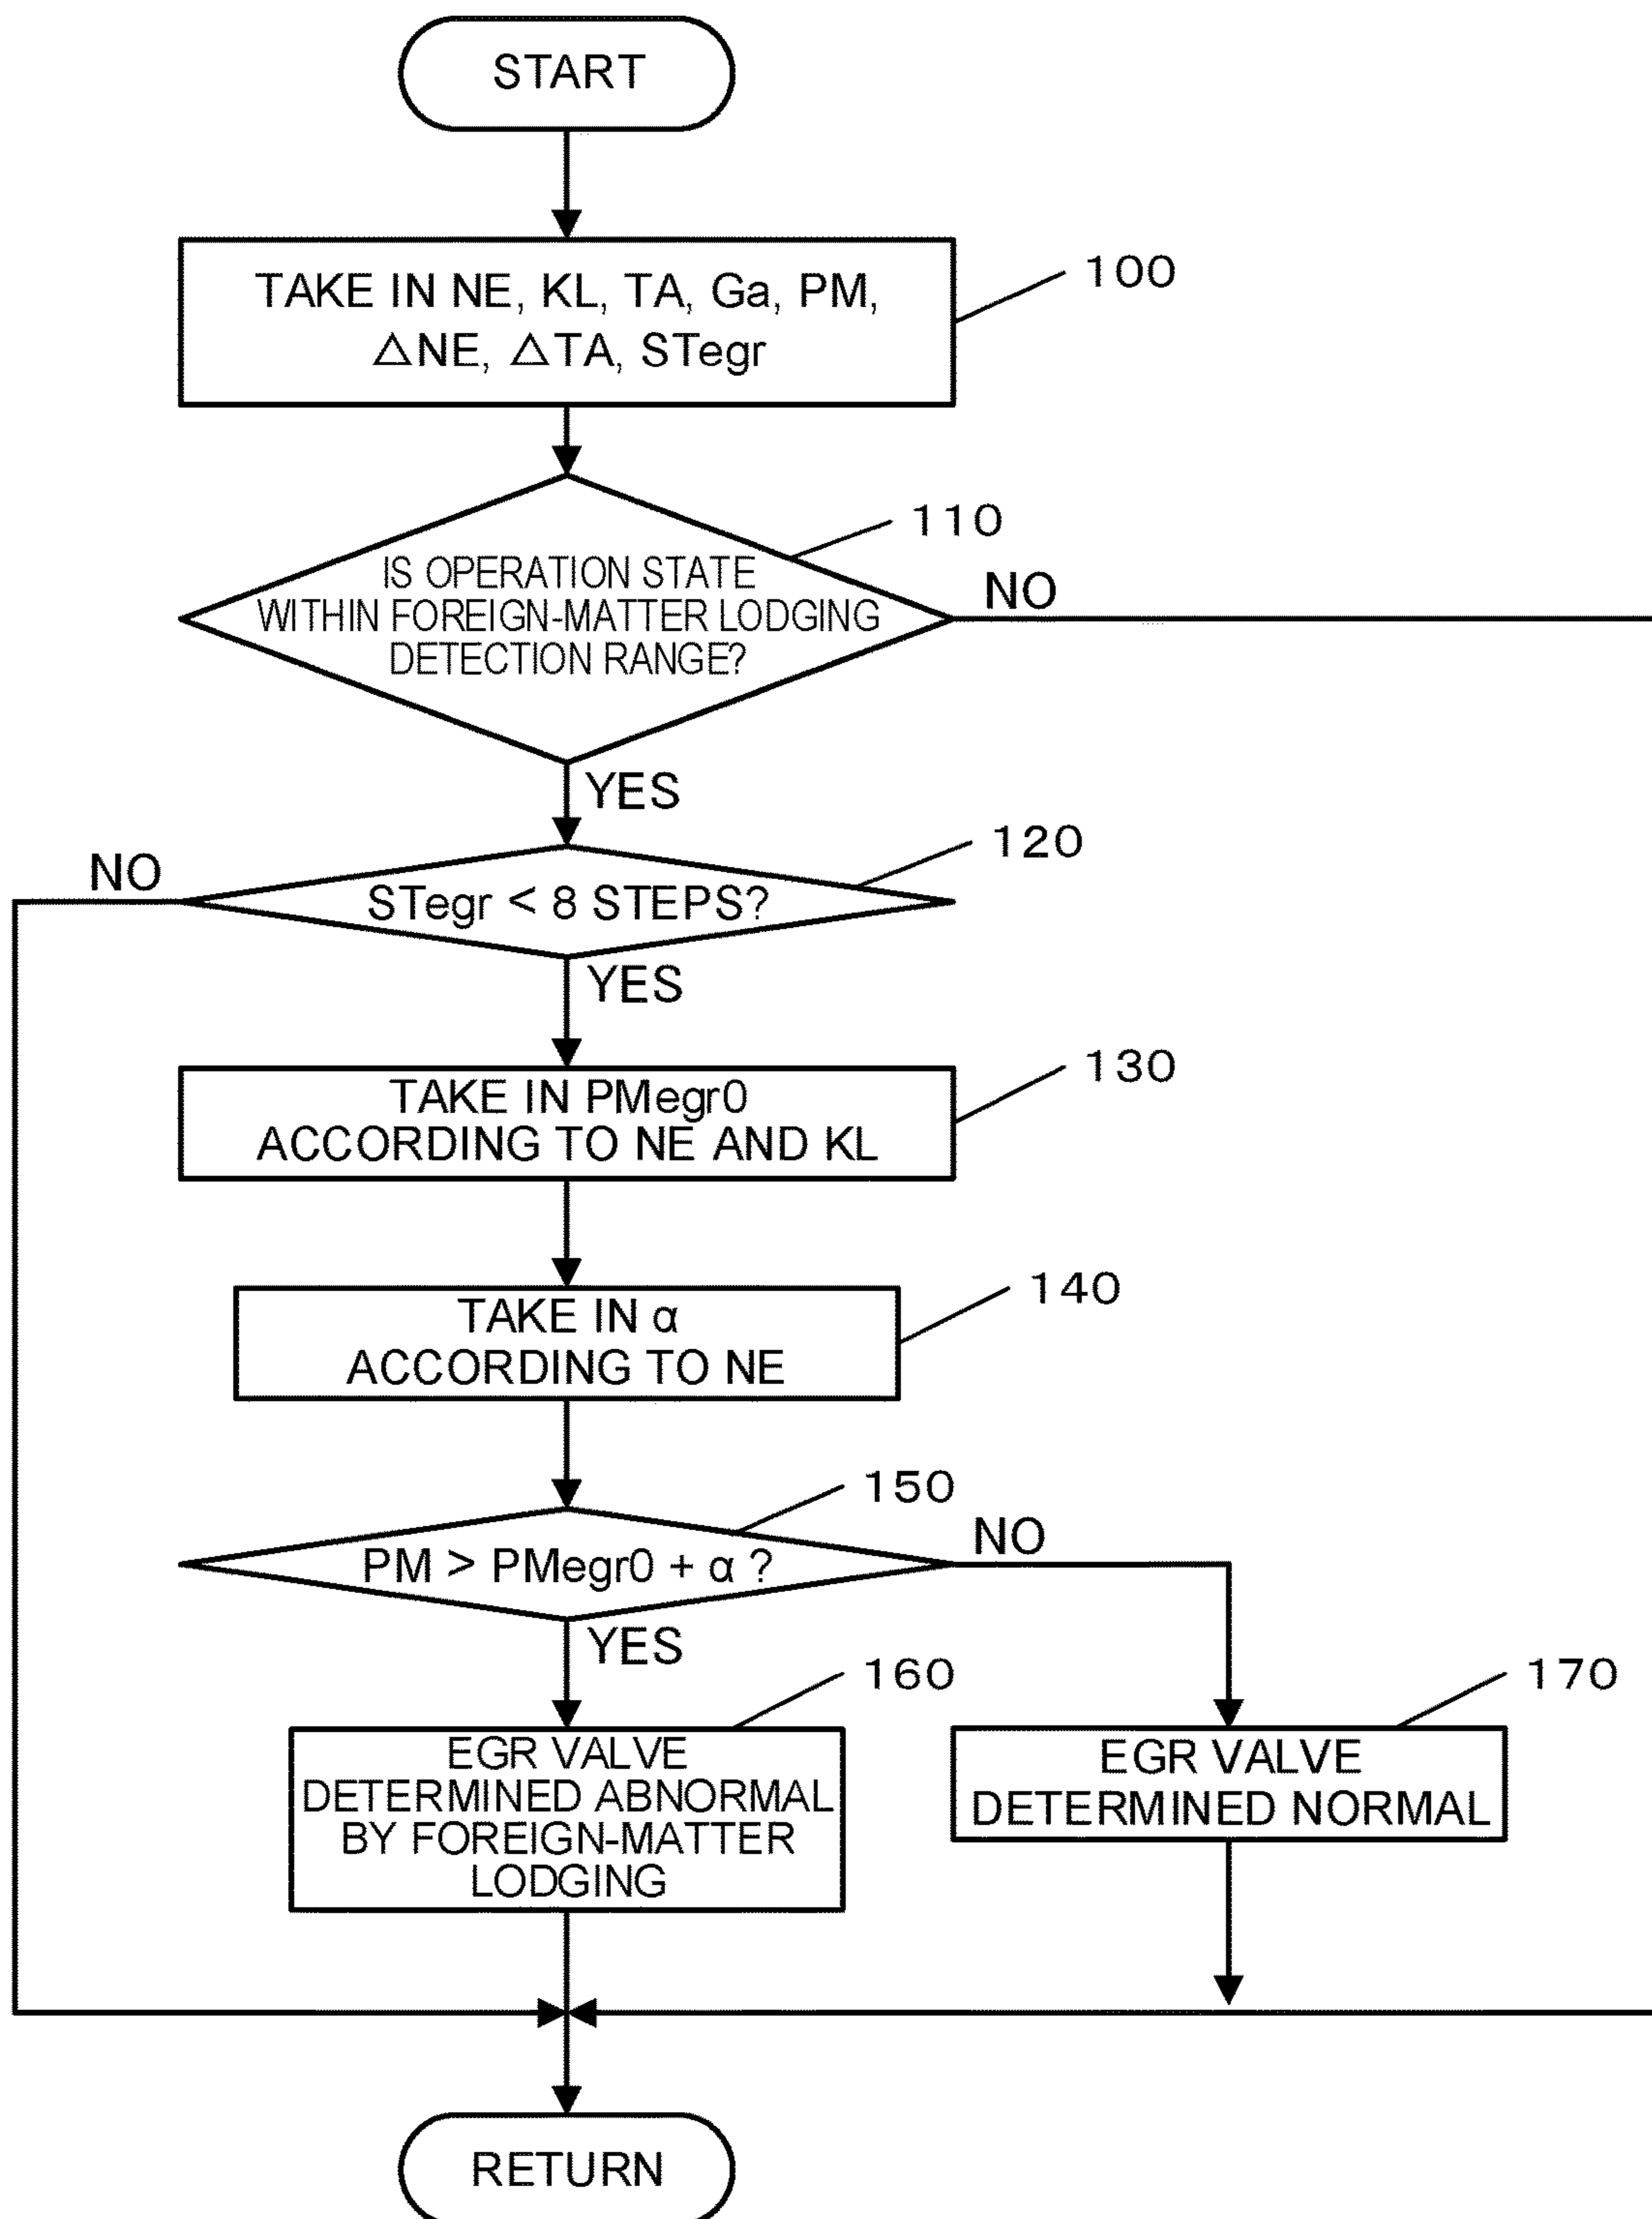 START
TAKE IN NE, KL, TA, Ga, PM,
△NE, △TA, STegr
100
110
IS OPERATION STATE
WITHIN FOREIGN-MATTER LODGING
DETECTION RANGE?
NO
YES
120
NO
STegr < 8 STEPS?
YES
130
TAKE IN PMegr0
ACCORDING TO NE AND KL
140
TAKE IN α
ACCORDING TO NE
150
PM > PMegr0 + α ?
NO
YES
160
EGR VALVE
DETERMINED ABNORMAL
BY FOREIGN-MATTER
LODGING
170
EGR VALVE
DETERMINED NORMAL
RETURN